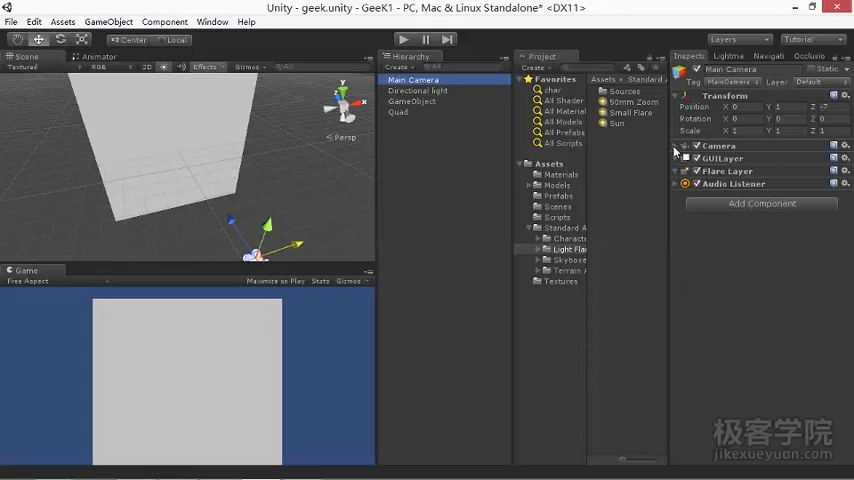 Unity - geek.unity - GeeK1 - PC, Mac & Linux Standalone* <DX11>
File Edit Assets GameObject Component Window Help
Center Local Layers Tutorial
Scene Animator
Textured RGB 2D Effects Gizmos
y
x
z
Persp
Game
Free Aspect Maximize on Play Stats Gizmos
Hierarchy
Create All
Main Camera
Directional light
GameObject
Quad
Project
Create
Favorites
char
All Shader
All Material
All Models
All Prefabs
All Scripts
Assets
Materials
Models
Prefabs
Scenes
Scripts
Standard A
Charact
Light Fla
Skyboxe
Terrain A
Textures
Assets Standard
Sources
50mm Zoom
Small Flare
Sun
Inspect Lightma Navigati Occlusio
Main Camera Static
Tag MainCamera Layer Default
Transform
Position X 0 Y 1 Z -7
Rotation X 0 Y 0 Z 0
Scale X 1 Y 1 Z 1
Camera
GUILayer
Flare Layer
Audio Listener
Add Component
极客学院
jikexueyuan.com